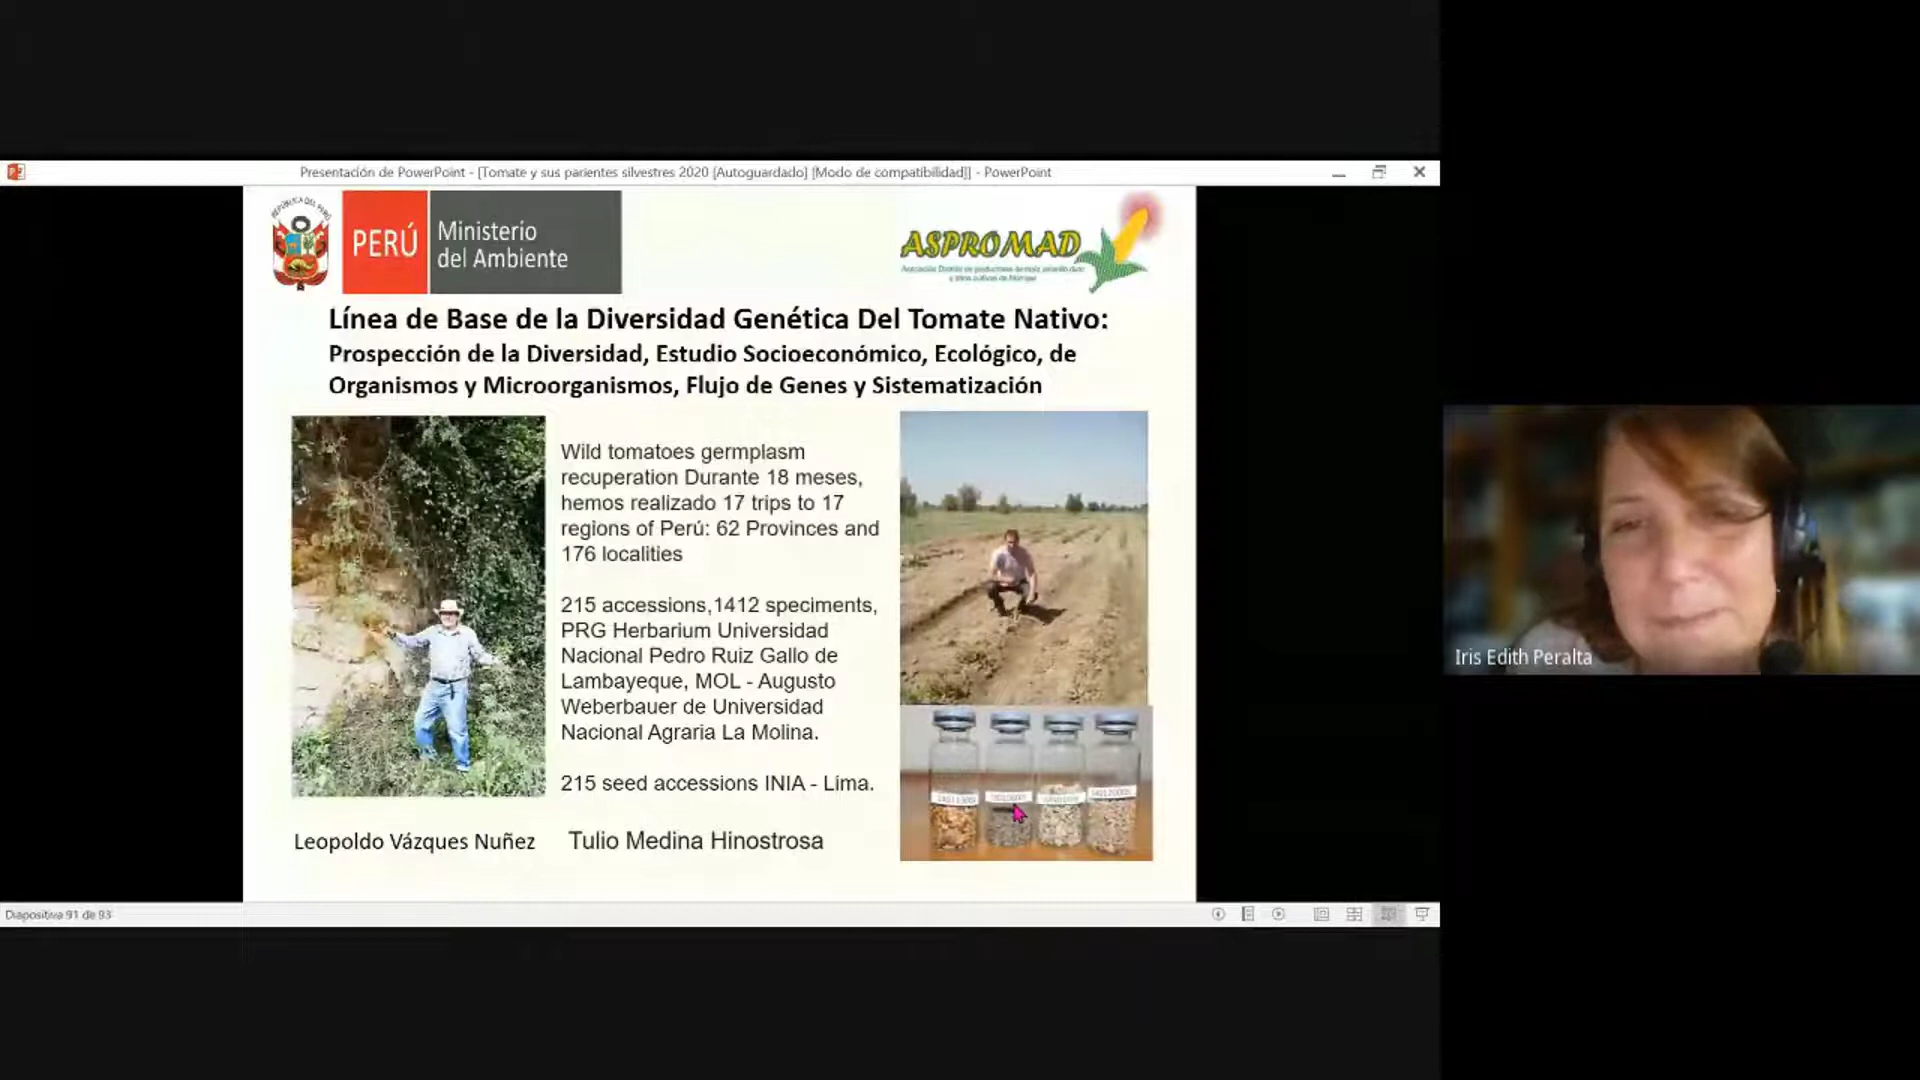 Presentación de PowerPoint - [Tomate y sus parientes silvestres 2020 [Autoguardado] [Modo de compatibilidad]] - PowerPoint
REPÚBLICA DEL PERÚ
PERÚ
Ministerio
del Ambiente
ASPROMAD
Línea de Base de la Diversidad Genética Del Tomate Nativo:
Prospección de la Diversidad, Estudio Socioeconómico, Ecológico, de
Organismos y Microorganismos, Flujo de Genes y Sistematización
Wild tomatoes germplasm
recuperation Durante 18 meses,
hemos realizado 17 trips to 17
regions of Perú: 62 Provinces and
176 localities
215 accessions,1412 speciments,
PRG Herbarium Universidad
Nacional Pedro Ruiz Gallo de
Lambayeque, MOL - Augusto
Weberbauer de Universidad
Nacional Agraria La Molina.
215 seed accessions INIA - Lima.
Leopoldo Vázques Nuñez
Tulio Medina Hinostrosa
Iris Edith Peralta
Diapositiva 91 de 93